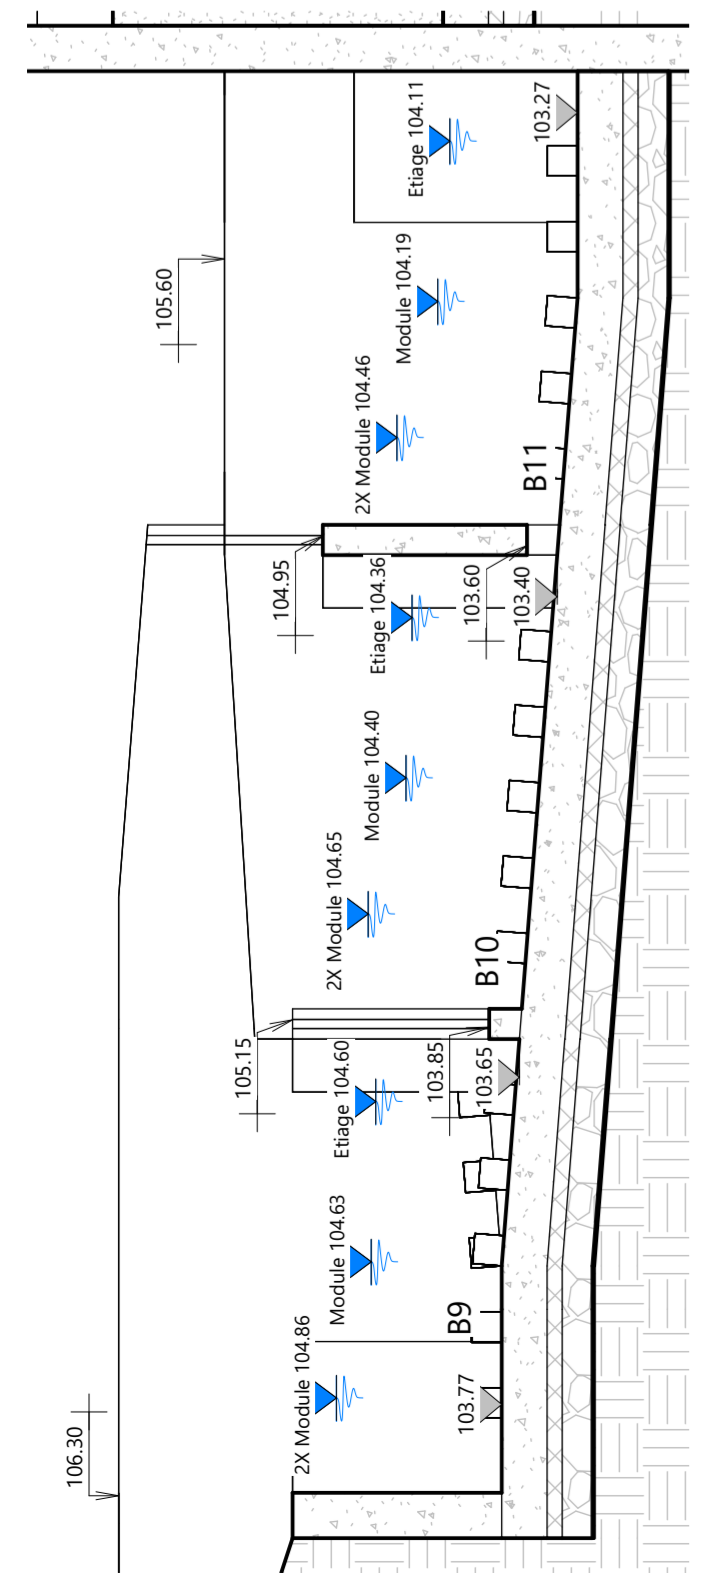 Etiage 104.11
103.27
Module 104.19
105.60
2X Module 104.46
B11
104.95
Etiage 104.36
103.60
103.40
Module 104.40
2X Module 104.65
B10
105.15
Etiage 104.60
103.85
103.65
Module 104.63
B9
2X Module 104.86
103.77
106.30